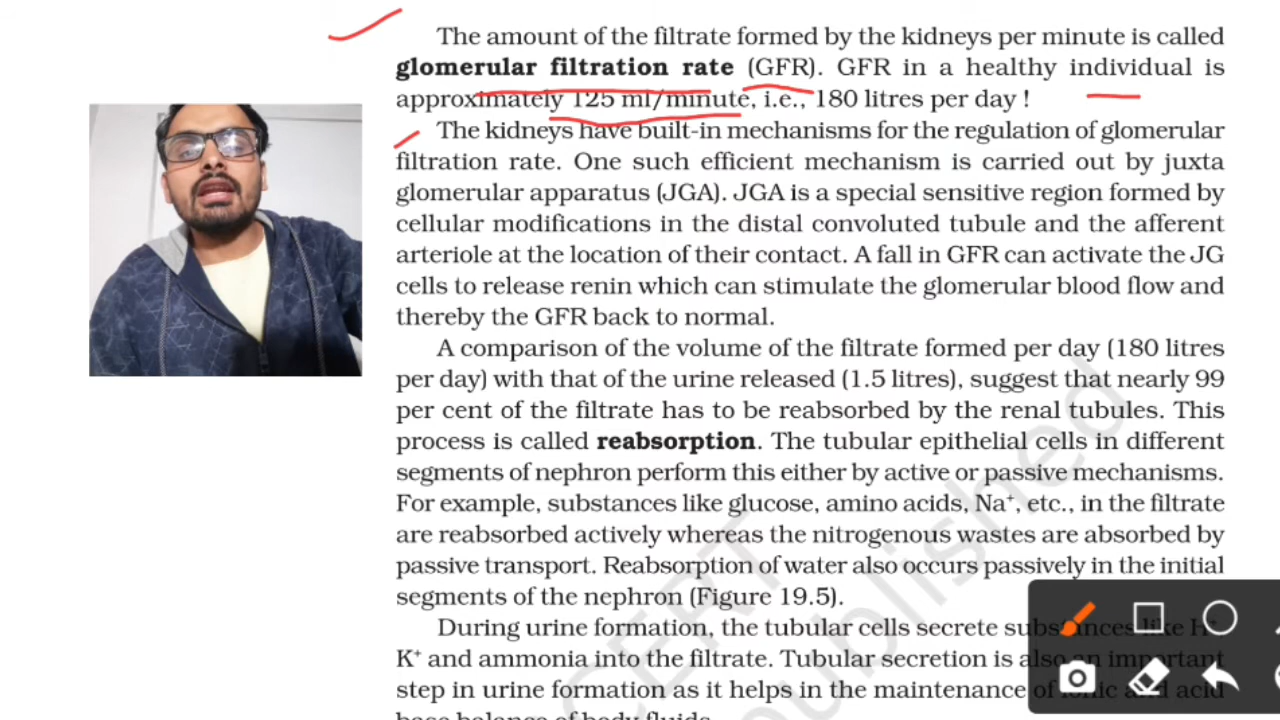 The amount of the filtrate formed by the kidneys per minute is called
glomerular filtration rate (GFR). GFR in a healthy individual is
approximately 125 ml/minute, i.e., 180 litres per day !
The kidneys have built-in mechanisms for the regulation of glomerular
filtration rate. One such efficient mechanism is carried out by juxta
glomerular apparatus (JGA). JGA is a special sensitive region formed by
cellular modifications in the distal convoluted tubule and the afferent
arteriole at the location of their contact. A fall in GFR can activate the JG
cells to release renin which can stimulate the glomerular blood flow and
thereby the GFR back to normal.
A comparison of the volume of the filtrate formed per day (180 litres
per day) with that of the urine released (1.5 litres), suggest that nearly 99
per cent of the filtrate has to be reabsorbed by the renal tubules. This
process is called reabsorption. The tubular epithelial cells in different
segments of nephron perform this either by active or passive mechanisms.
For example, substances like glucose, amino acids, Na⁺, etc., in the filtrate
are reabsorbed actively whereas the nitrogenous wastes are absorbed by
passive transport. Reabsorption of water also occurs passively in the initial
segments of the nephron (Figure 19.5).
During urine formation, the tubular cells secrete substances like H⁺
K⁺ and ammonia into the filtrate. Tubular secretion is also an important
step in urine formation as it helps in the maintenance of ionic and acid
base balance of body fluids.